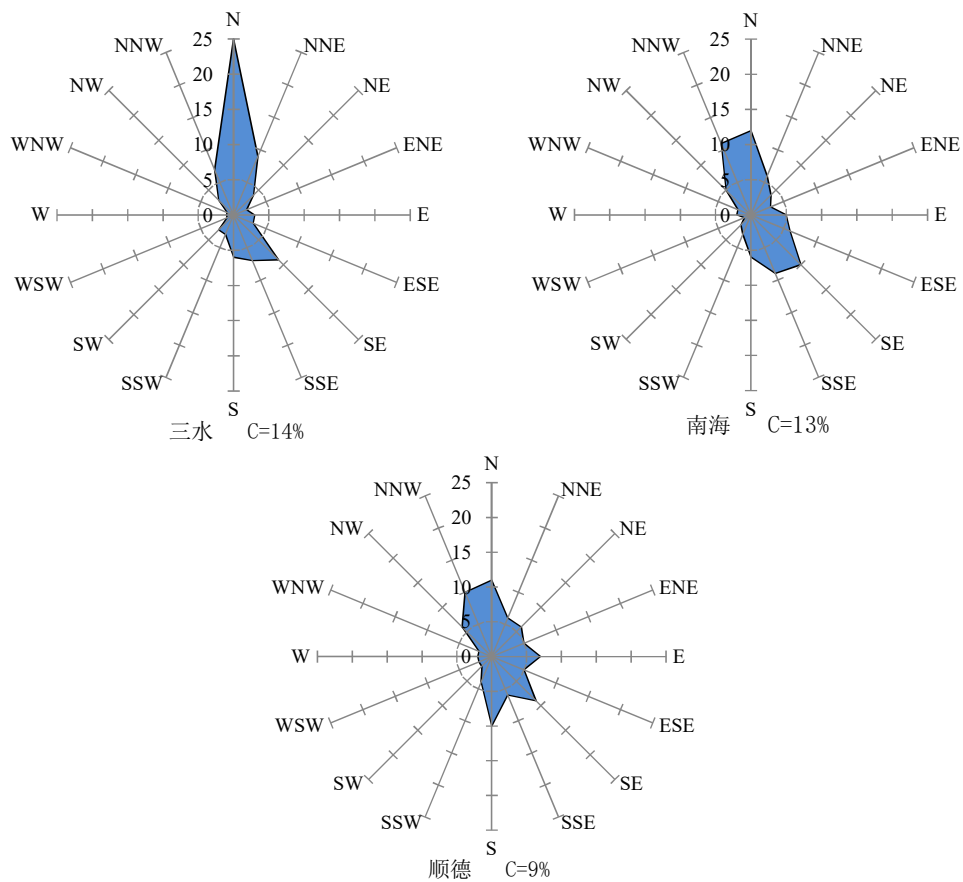 N
NNW 25 NNE
20
NW NE
15
WNW 10 ENE
5
W 0 E
WSW ESE
SW SE
SSW SSE
S
三水 C=14%
N
NNW 25 NNE
20
NW NE
15
WNW 10 ENE
5
W 0 E
WSW ESE
SW SE
SSW SSE
S
南海 C=13%
N
NNW 25 NNE
20
NW NE
15
WNW 10 ENE
5
W 0 E
WSW ESE
SW SE
SSW SSE
S
顺德 C=9%